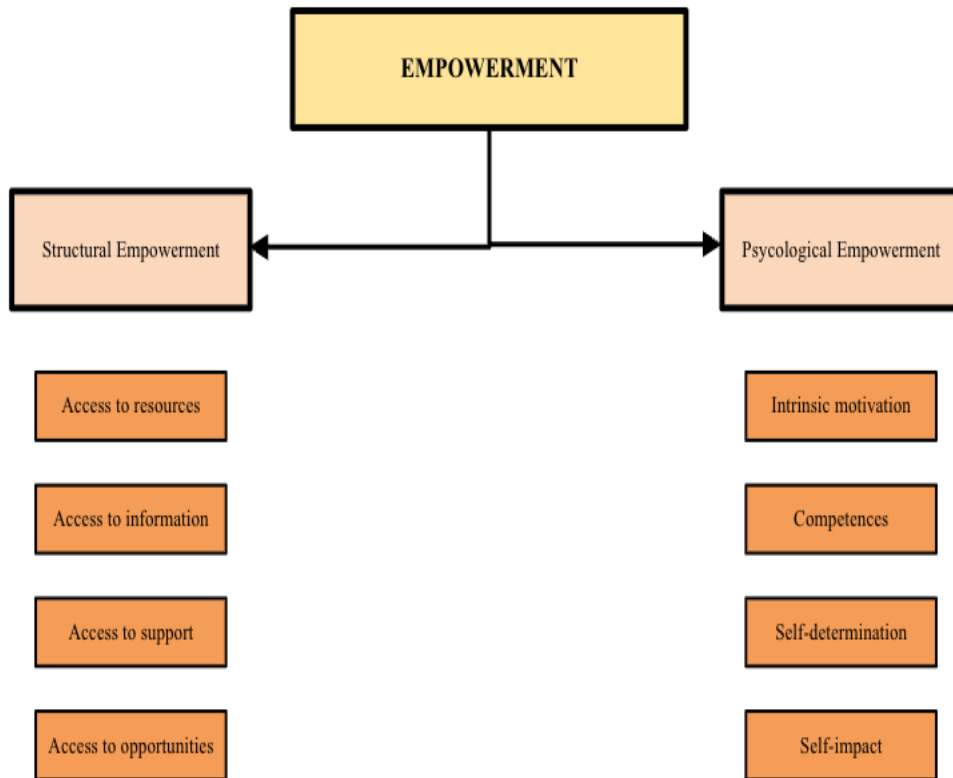 EMPOWERMENT
Structural Empowerment
Psycological Empowerment
Access to resources
Intrinsic motivation
Access to information
Competences
Access to support
Self-determination
Access to opportunities
Self-impact